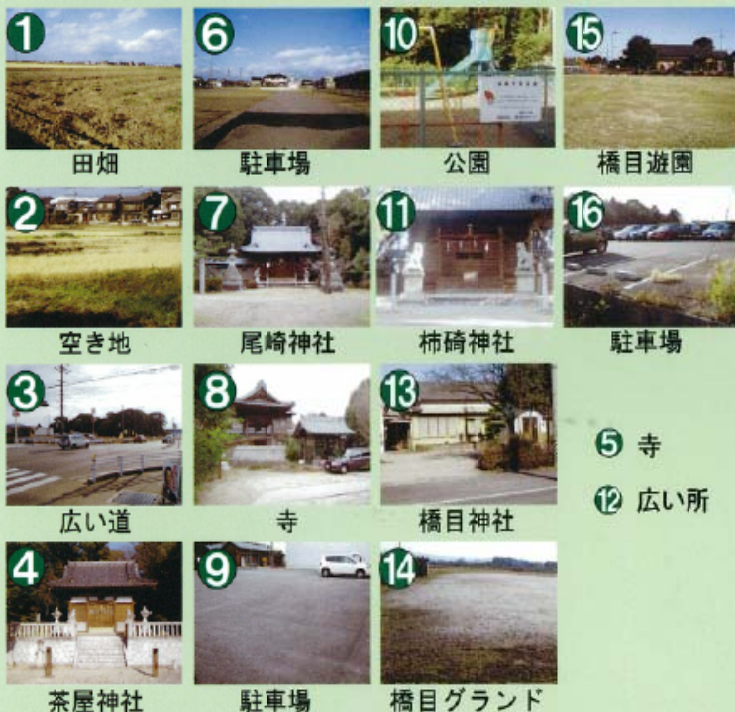 1
田畑
6
駐車場
10
公園
15
橋目遊園
2
空き地
7
尾崎神社
11
柿碕神社
16
駐車場
3
広い道
8
寺
13
橋目神社
5 寺
12 広い所
4
茶屋神社
9
駐車場
14
橋目グランド